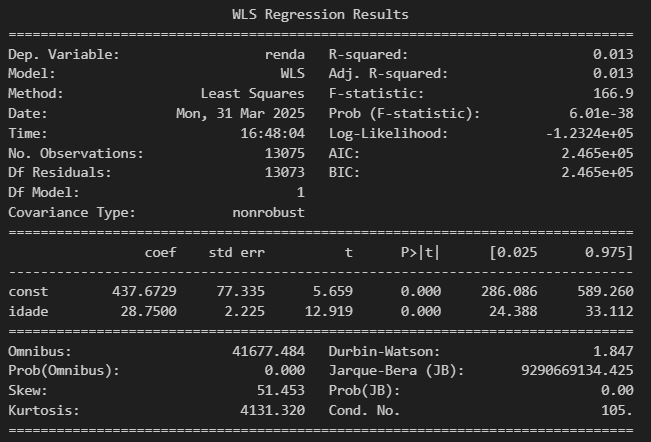 WLS Regression Results
==============================================================================
Dep. Variable: renda R-squared: 0.013
Model: WLS Adj. R-squared: 0.013
Method: Least Squares F-statistic: 166.9
Date: Mon, 31 Mar 2025 Prob (F-statistic): 6.01e-38
Time: 16:48:04 Log-Likelihood: -1.2324e+05
No. Observations: 13075 AIC: 2.465e+05
Df Residuals: 13073 BIC: 2.465e+05
Df Model: 1
Covariance Type: nonrobust
==============================================================================
coef std err t P>|t| [0.025 0.975]
------------------------------------------------------------------------------
const 437.6729 77.335 5.659 0.000 286.086 589.260
idade 28.7500 2.225 12.919 0.000 24.388 33.112
==============================================================================
Omnibus: 41677.484 Durbin-Watson: 1.847
Prob(Omnibus): 0.000 Jarque-Bera (JB): 9290669134.425
Skew: 51.453 Prob(JB): 0.00
Kurtosis: 4131.320 Cond. No. 105.
==============================================================================